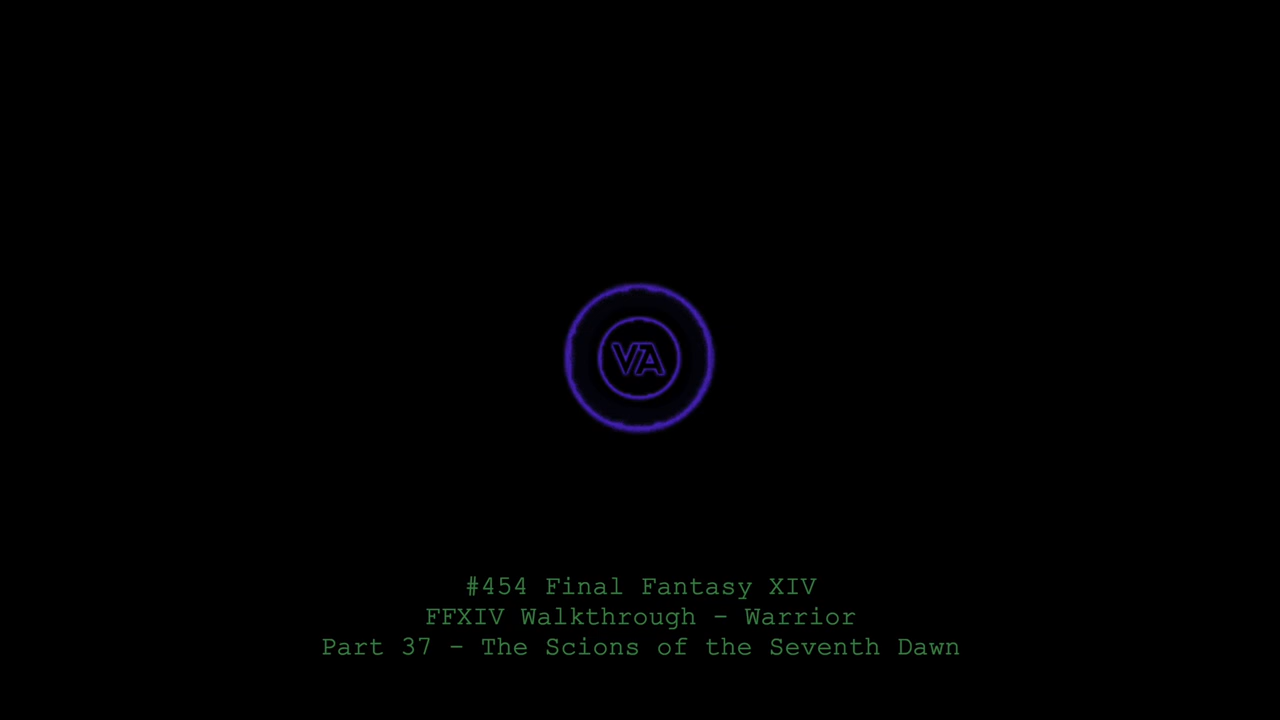 VA
#454 Final Fantasy XIV
FFXIV Walkthrough - Warrior
Part 37 - The Scions of the Seventh Dawn